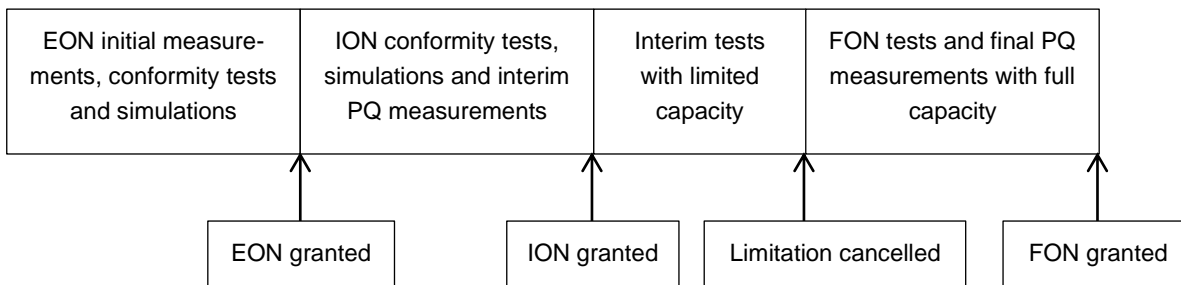 EON initial measure-
ments, conformity tests
and simulations
ION conformity tests,
simulations and interim
PQ measurements
Interim tests
with limited
capacity
FON tests and final PQ
measurements with full
capacity
EON granted
ION granted
Limitation cancelled
FON granted